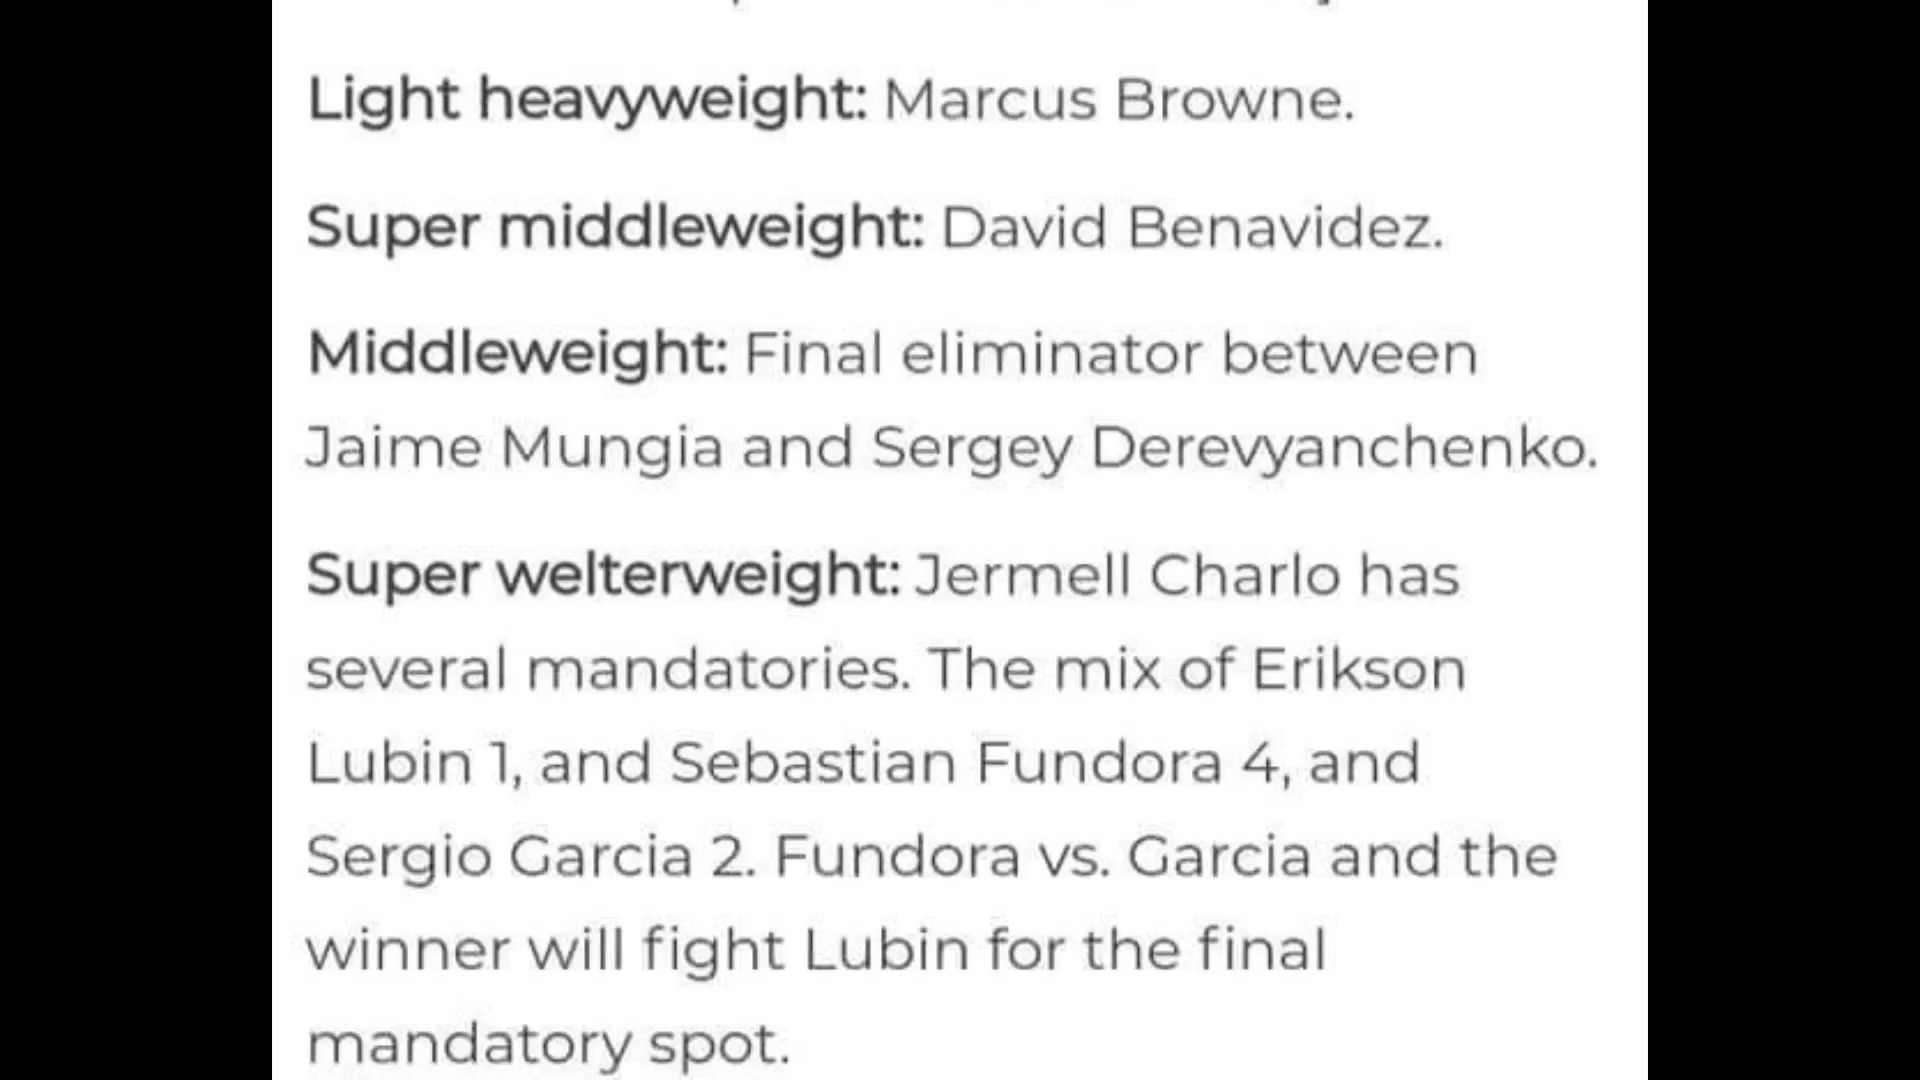 Light heavyweight: Marcus Browne.
Super middleweight: David Benavidez.
Middleweight: Final eliminator between
Jaime Mungia and Sergey Derevyanchenko.
Super welterweight: Jermell Charlo has
several mandatories. The mix of Erikson
Lubin 1, and Sebastian Fundora 4, and
Sergio Garcia 2. Fundora vs. Garcia and the
winner will fight Lubin for the final
mandatory spot.